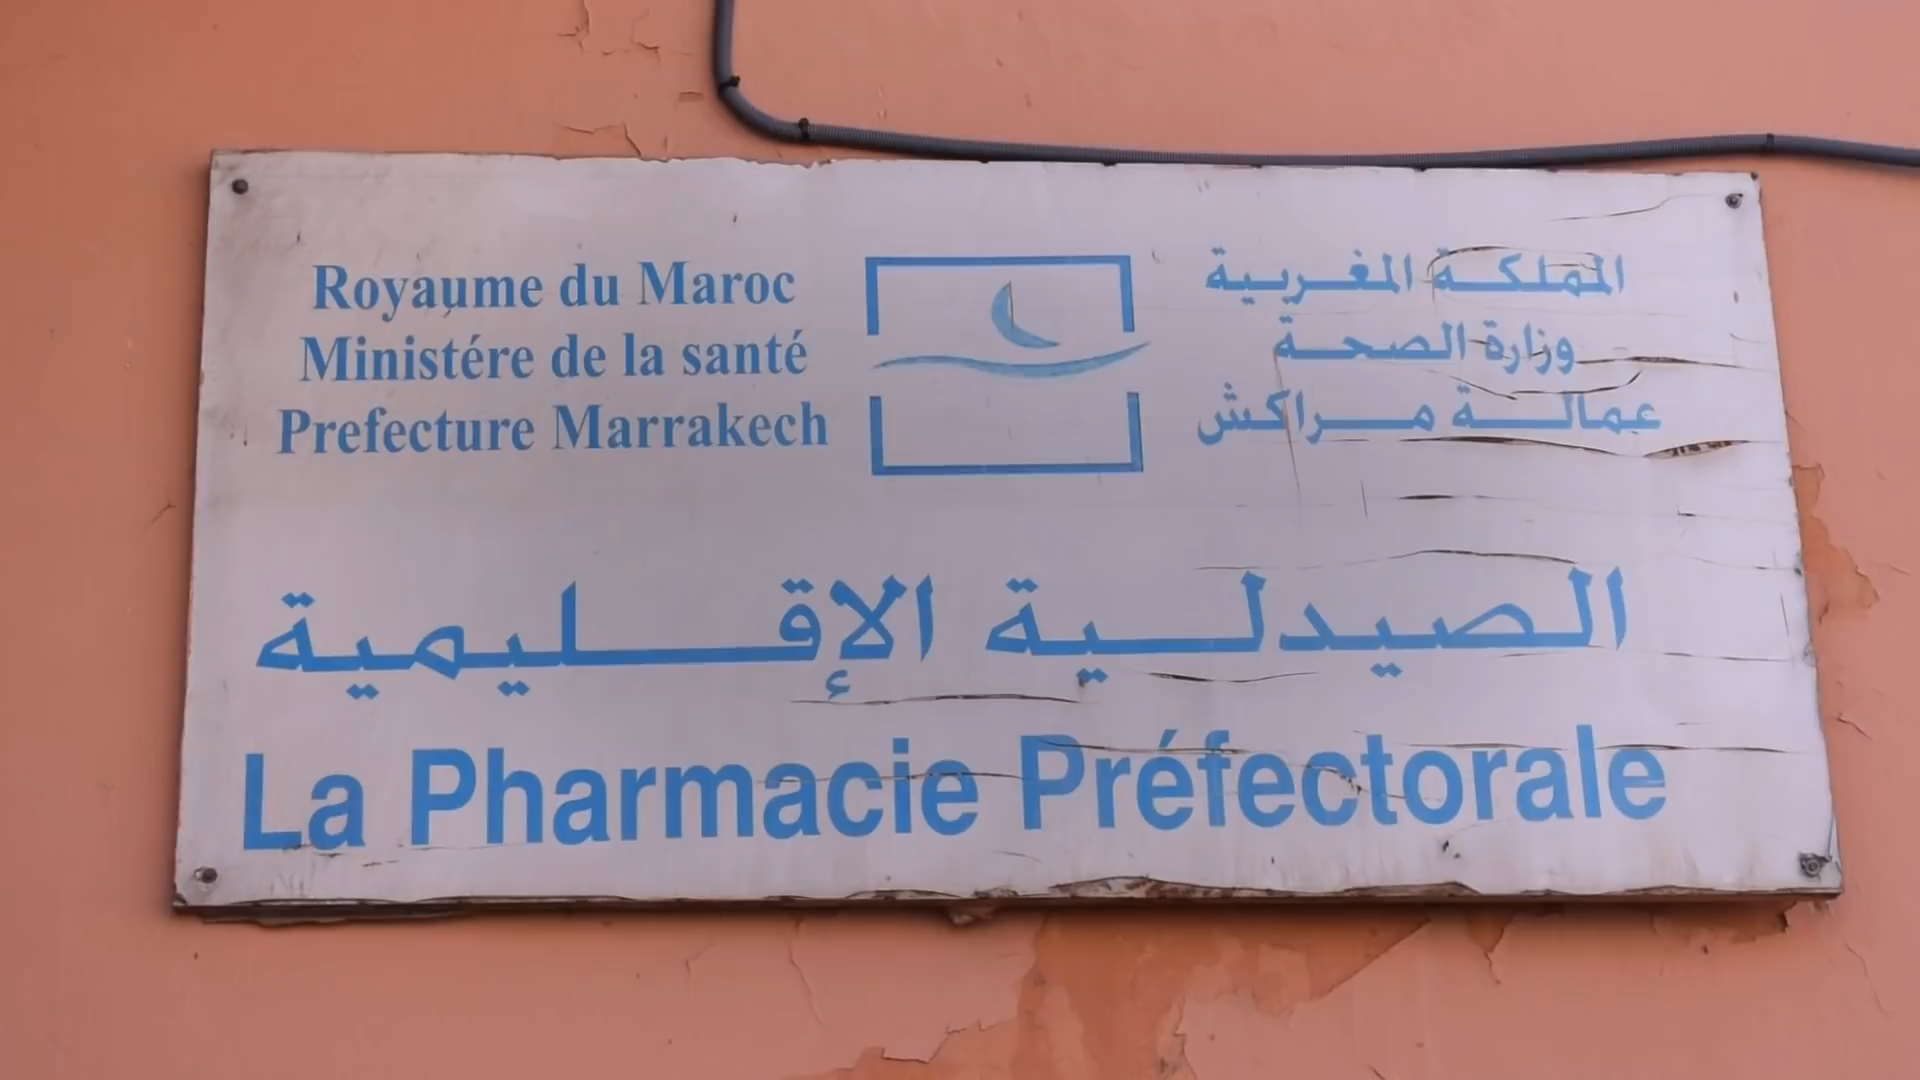 Royaume du Maroc
Ministére de la santé
Prefecture Marrakech
المملكة المغربية
وزارة الصحة
عمالة مراكش
الصيدلية الإقليمية
La Pharmacie Préfectorale